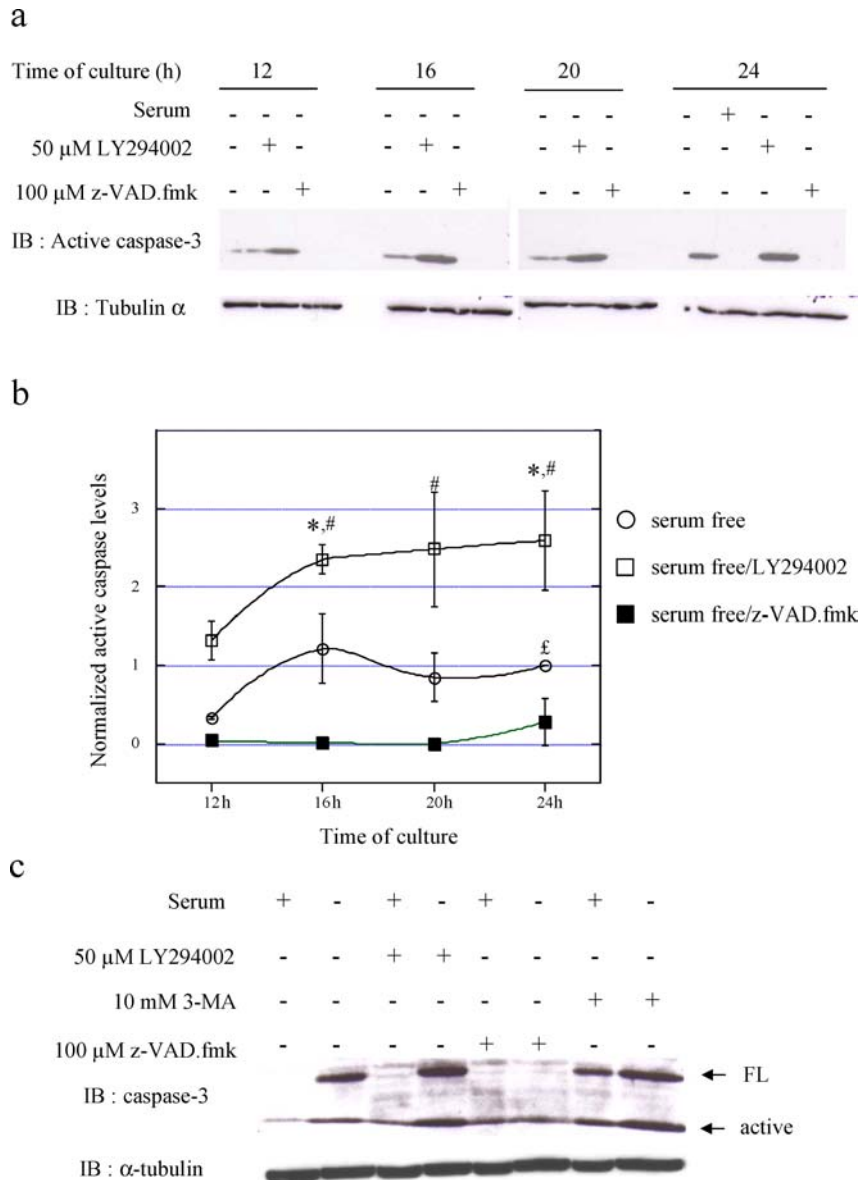 a
Time of culture (h) 12 16 20 24
Serum - - - - - - - - - - + - -
50 µM LY294002 - + - - + - - + - - - + -
100 µM z-VAD.fmk - - + - - + - - + - - - +
IB : Active caspase-3
IB : Tubulin α
b
Normalized active caspase levels
3
2
1
0
*,# # *,#
£
12h 16h 20h 24h
Time of culture
serum free
serum free/LY294002
serum free/z-VAD.fmk
c
Serum + - + - + - + -
50 µM LY294002 - - + + - - - -
10 mM 3-MA - - - - - - + +
100 µM z-VAD.fmk - - - - + + - -
IB : caspase-3
FL
active
IB : α-tubulin